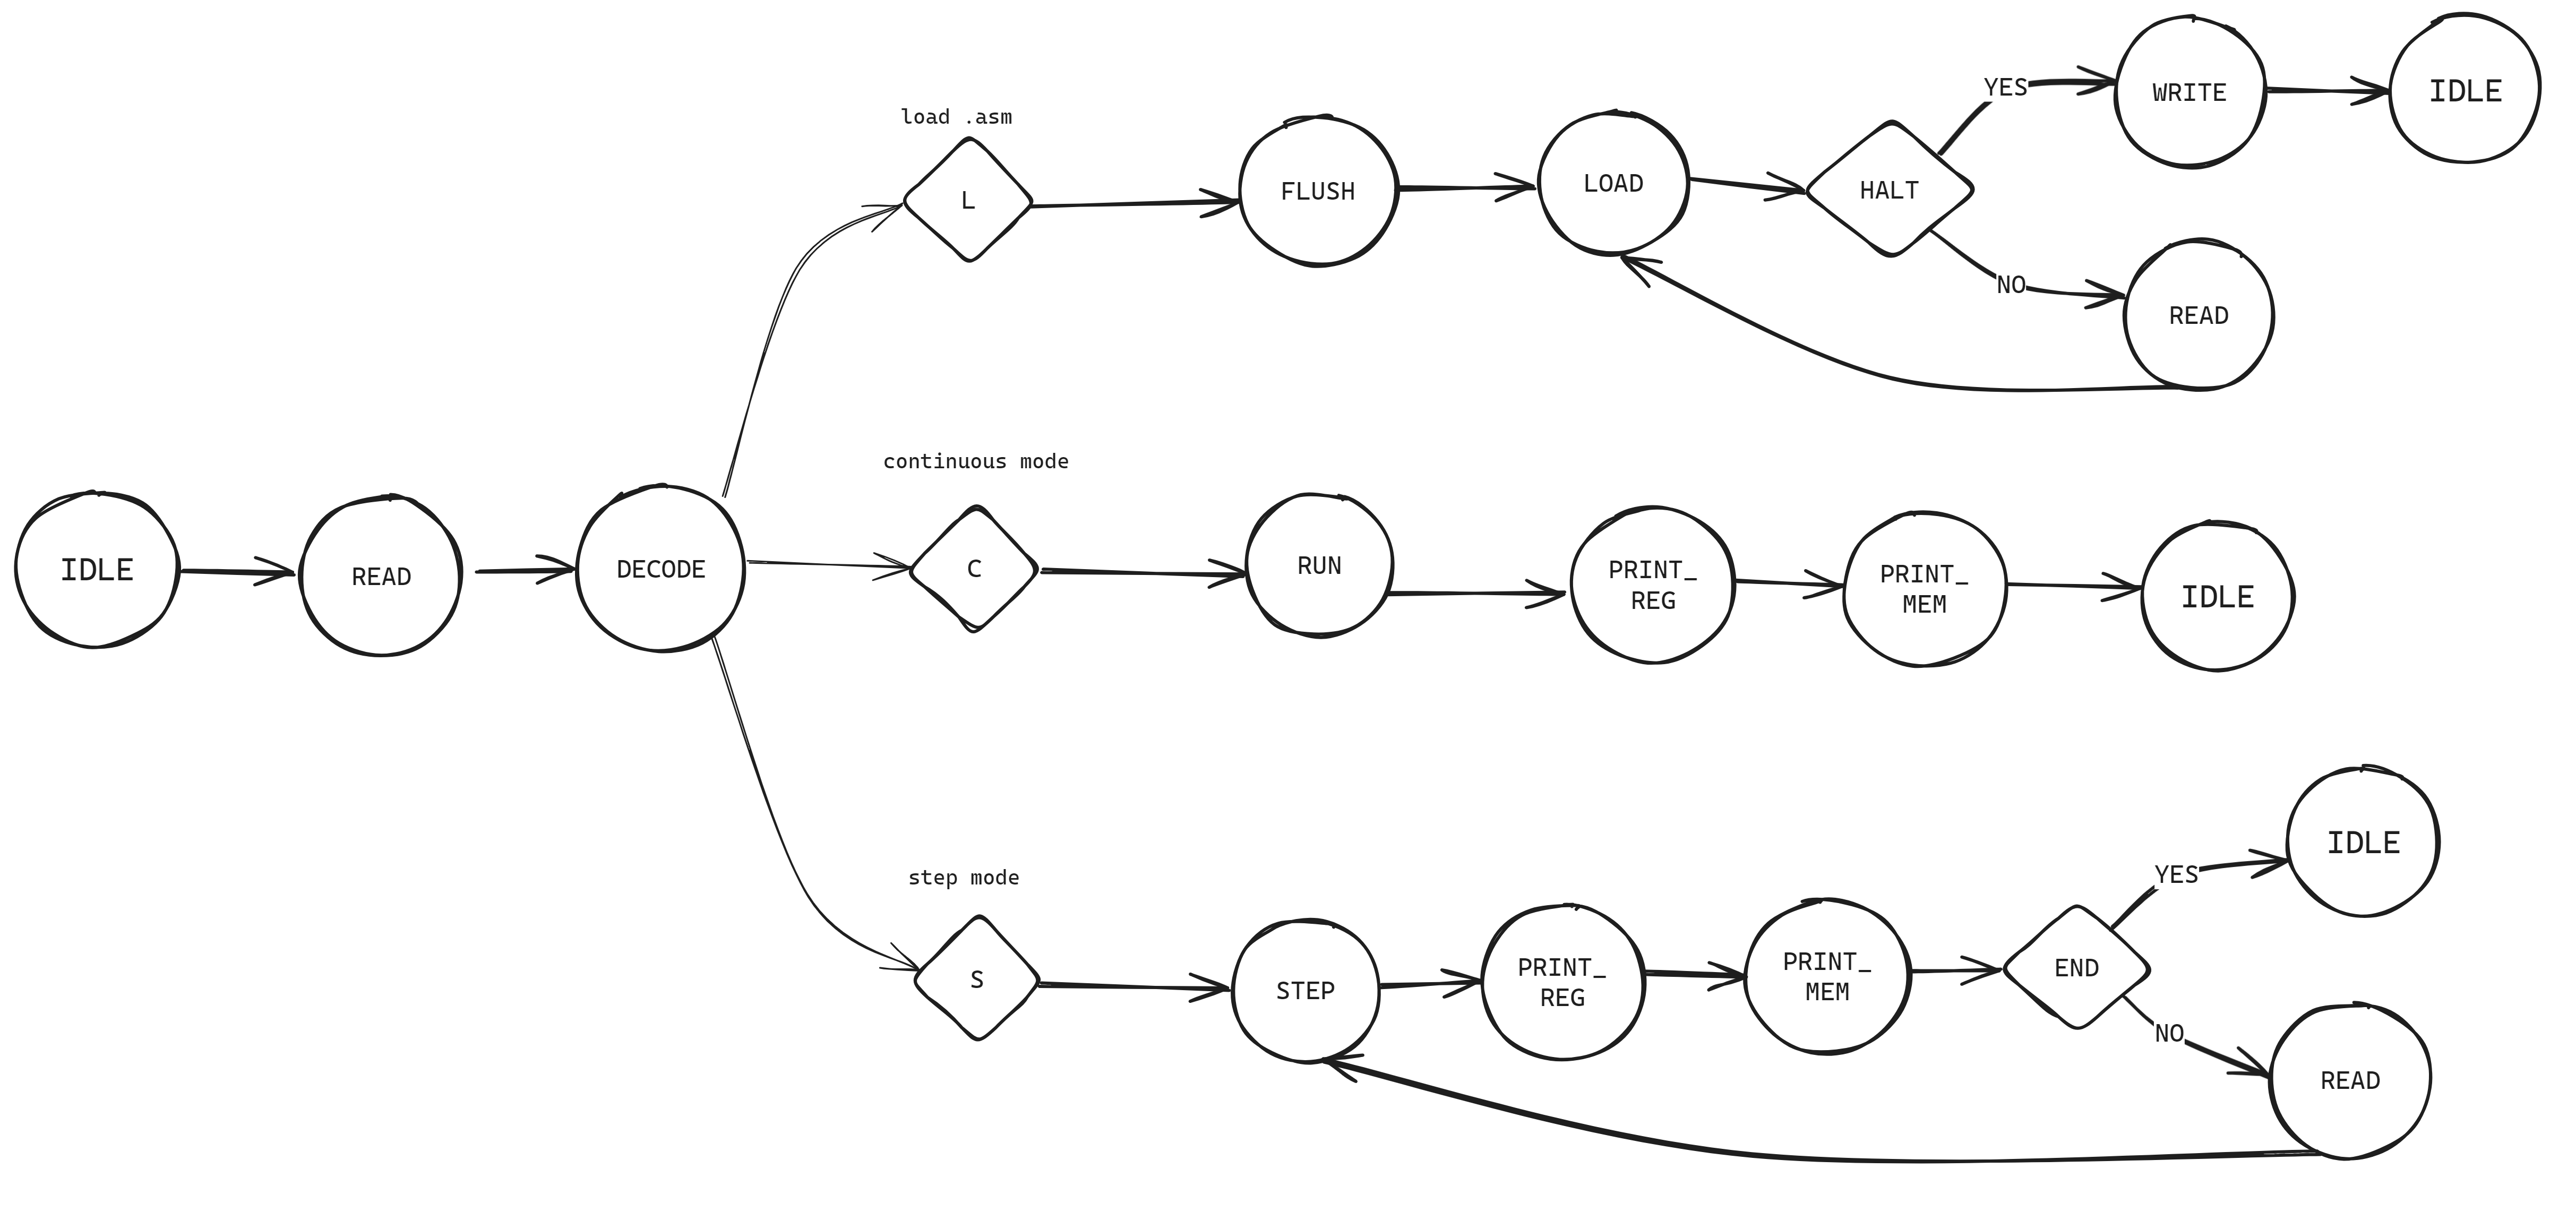 load .asm
L
FLUSH
LOAD
HALT
YES
WRITE
IDLE
NO
READ
IDLE
READ
DECODE
continuous mode
C
RUN
PRINT_
REG
PRINT_
MEM
IDLE
step mode
S
STEP
PRINT_
REG
PRINT_
MEM
END
YES
IDLE
NO
READ